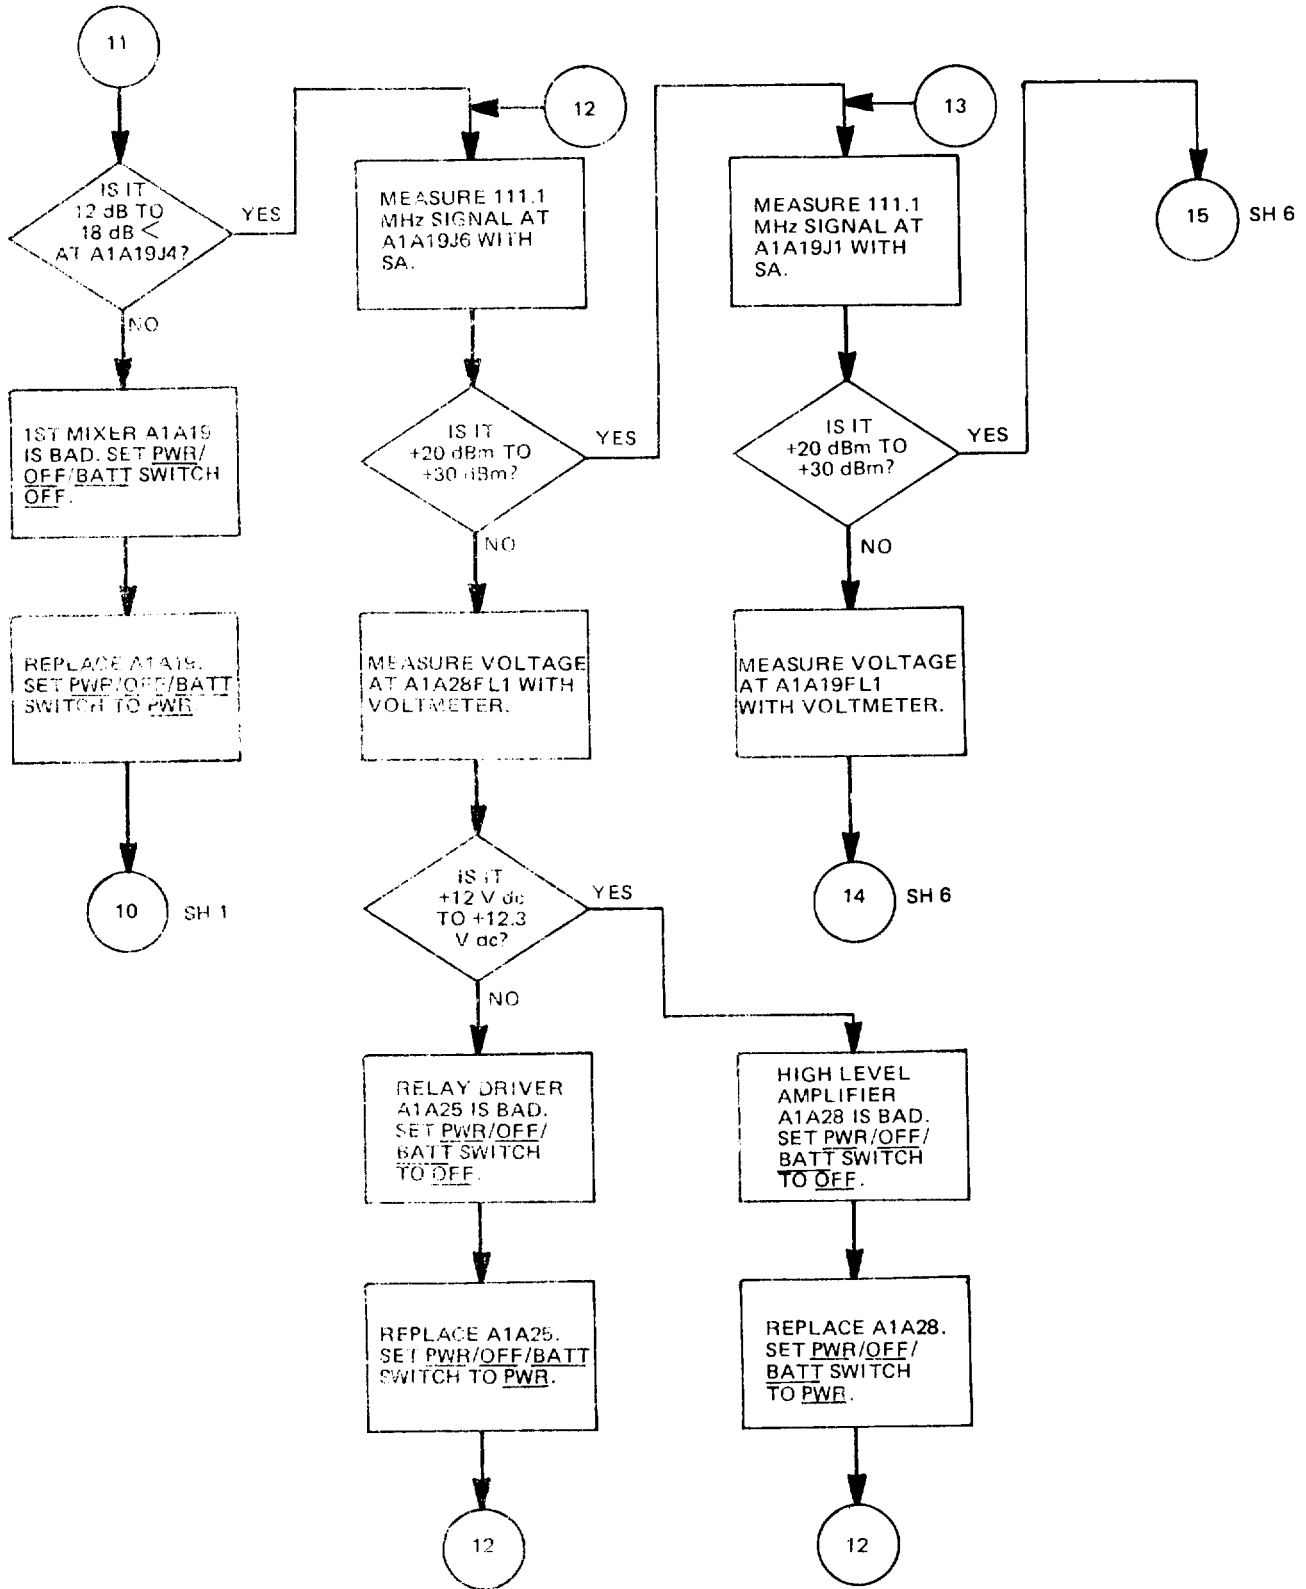 11
IS IT
12 dB TO
18 dB <
AT A1A19J4?
YES
NO
1ST MIXER A1A19
IS BAD. SET PWR/
OFF/BATT SWITCH
OFF.
REPLACE A1A19.
SET PWR/OFF/BATT
SWITCH TO PWR.
10
SH 1
12
MEASURE 111.1
MHz SIGNAL AT
A1A19J6 WITH
SA.
IS IT
+20 dBm TO
+30 dBm?
YES
NO
MEASURE VOLTAGE
AT A1A28FL1 WITH
VOLTMETER.
IS IT
+12 V dc
TO +12.3
V dc?
YES
NO
RELAY DRIVER
A1A25 IS BAD.
SET PWR/OFF/
BATT SWITCH
TO OFF.
REPLACE A1A25.
SET PWR/OFF/BATT
SWITCH TO PWR.
12
13
MEASURE 111.1
MHz SIGNAL AT
A1A19J1 WITH
SA.
IS IT
+20 dBm TO
+30 dBm?
YES
NO
MEASURE VOLTAGE
AT A1A19FL1
WITH VOLTMETER.
14
SH 6
HIGH LEVEL
AMPLIFIER
A1A28 IS BAD.
SET PWR/OFF/
BATT SWITCH
TO OFF.
REPLACE A1A28.
SET PWR/OFF/
BATT SWITCH
TO PWR.
12
15
SH 6